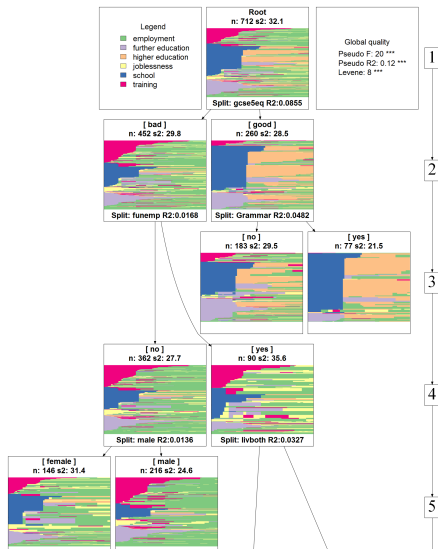 Legend
employment
further education
higher education
joblessness
school
training
Root
n: 712 s2: 32.1
Split: gcse5eq R2:0.0855
Global quality
Pseudo F: 20 ***
Pseudo R2: 0.12 ***
Levene: 8 ***
1
[ bad ]
n: 452 s2: 29.8
Split: funemp R2:0.0168
[ good ]
n: 260 s2: 28.5
Split: Grammar R2:0.0482
2
[ no ]
n: 183 s2: 29.5
[ yes ]
n: 77 s2: 21.5
3
[ no ]
n: 362 s2: 27.7
Split: male R2:0.0136
[ yes ]
n: 90 s2: 35.6
Split: livboth R2:0.0327
4
[ female ]
n: 146 s2: 31.4
[ male ]
n: 216 s2: 24.6
5